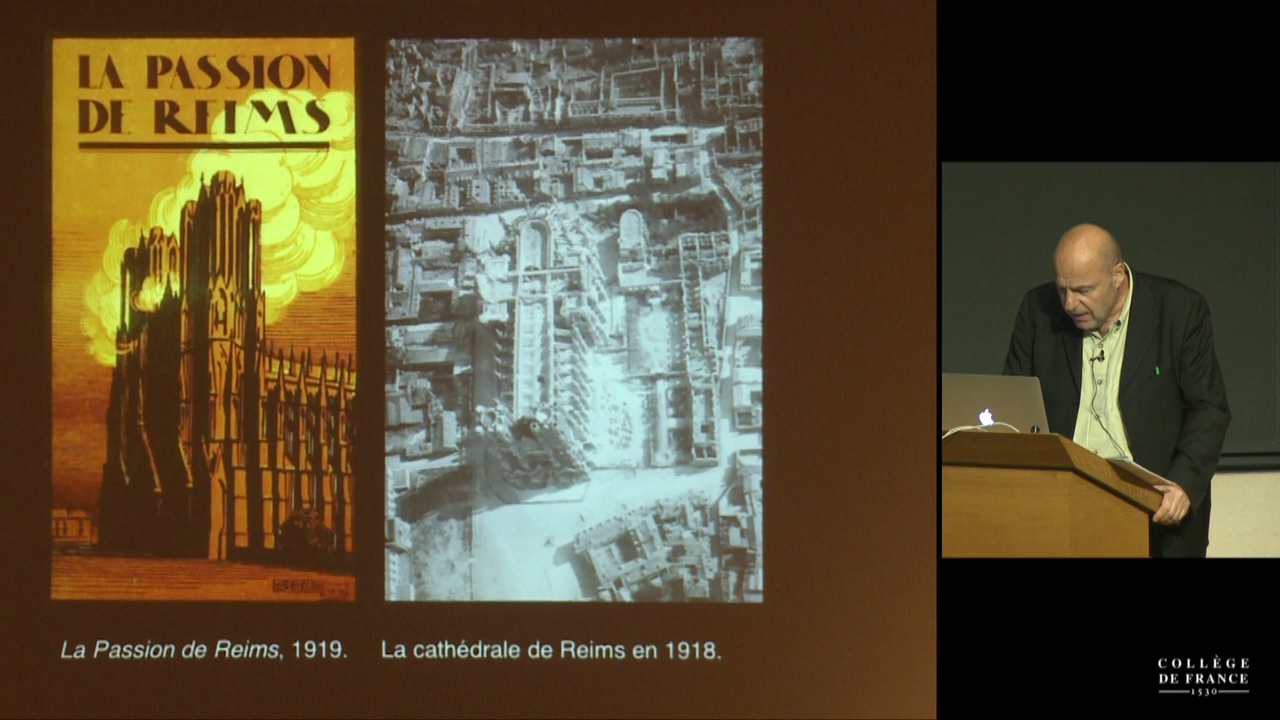 LA PASSION
DE REIMS
La Passion de Reims, 1919.
La cathédrale de Reims en 1918.
COLLÈGE
DE FRANCE
1530